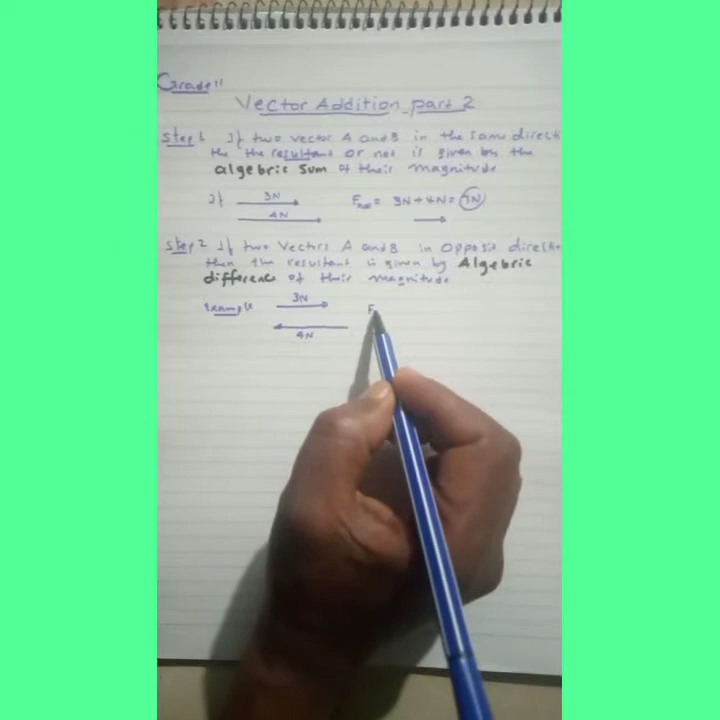 Grade 11
Vector Addition part 2
Step 1 If two vector A and B in the same direct
the the resultant or net is given by the
algebric sum of their magnitude
3N
4N
Fnet = 3N + 4N = 7N
Step 2 If two Vectors A and B in opposit direction
then the resultant is given by Algebric
difference of their magnitude
Example
3N
4N
F